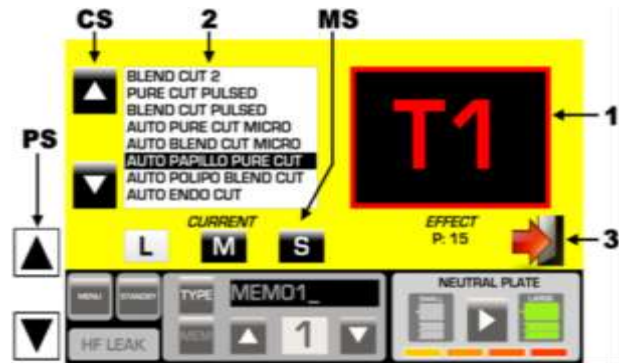 CS 2 MS
BLEND CUT 2
PURE CUT PULSED
BLEND CUT PULSED
AUTO PURE CUT MICRO
AUTO BLEND CUT MICRO
AUTO PAPILLO PURE CUT
AUTO POLIPO BLEND CUT
AUTO ENDO CUT
T1
1
PS
CURRENT
L M S
EFFECT
P: 15
3
MENU STANDBY TYPE MEMO1_
MEM 1
HF LEAK
NEUTRAL PLATE
SMALL LARGE